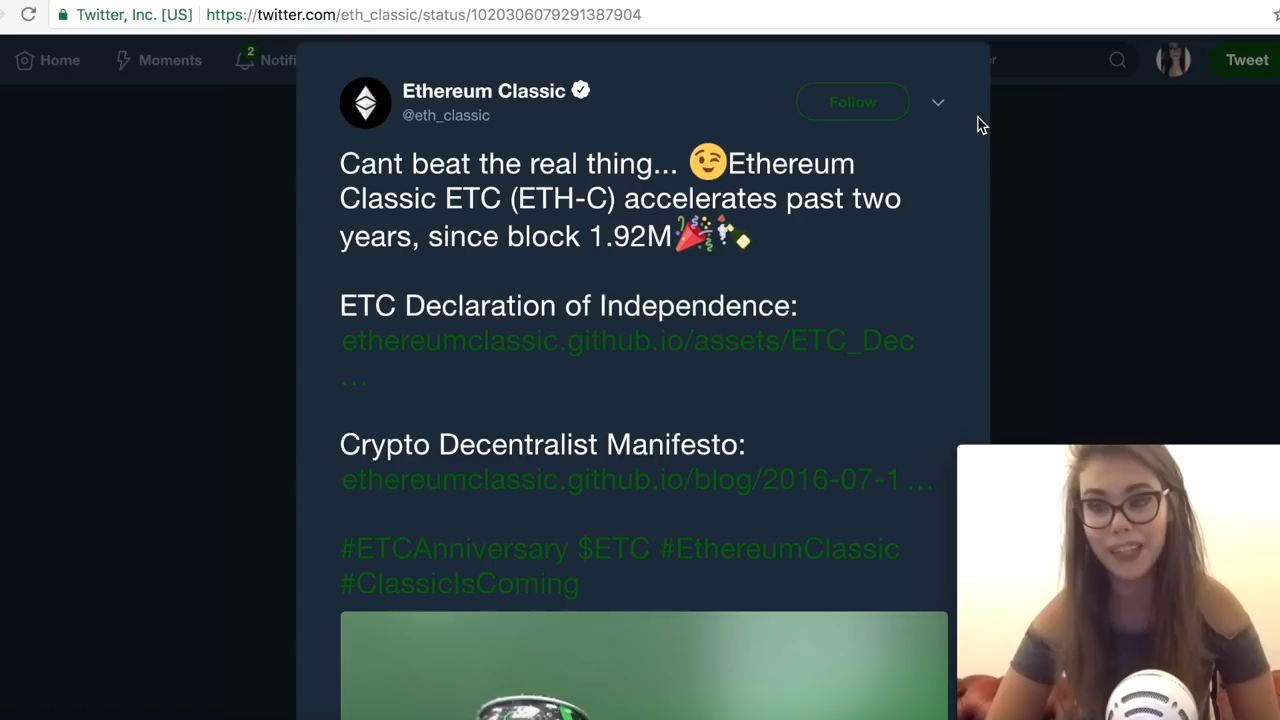 Twitter, Inc. [US] https://twitter.com/eth_classic/status/1020306079291387904
Home Moments 2 Notifi Tweet
Ethereum Classic
@eth_classic
Follow
Cant beat the real thing... 😉Ethereum
Classic ETC (ETH-C) accelerates past two
years, since block 1.92M🎉🍾
ETC Declaration of Independence:
ethereumclassic.github.io/assets/ETC_Dec
…
Crypto Decentralist Manifesto:
ethereumclassic.github.io/blog/2016-07-1 …
#ETCAnniversary $ETC #EthereumClassic
#ClassicIsComing